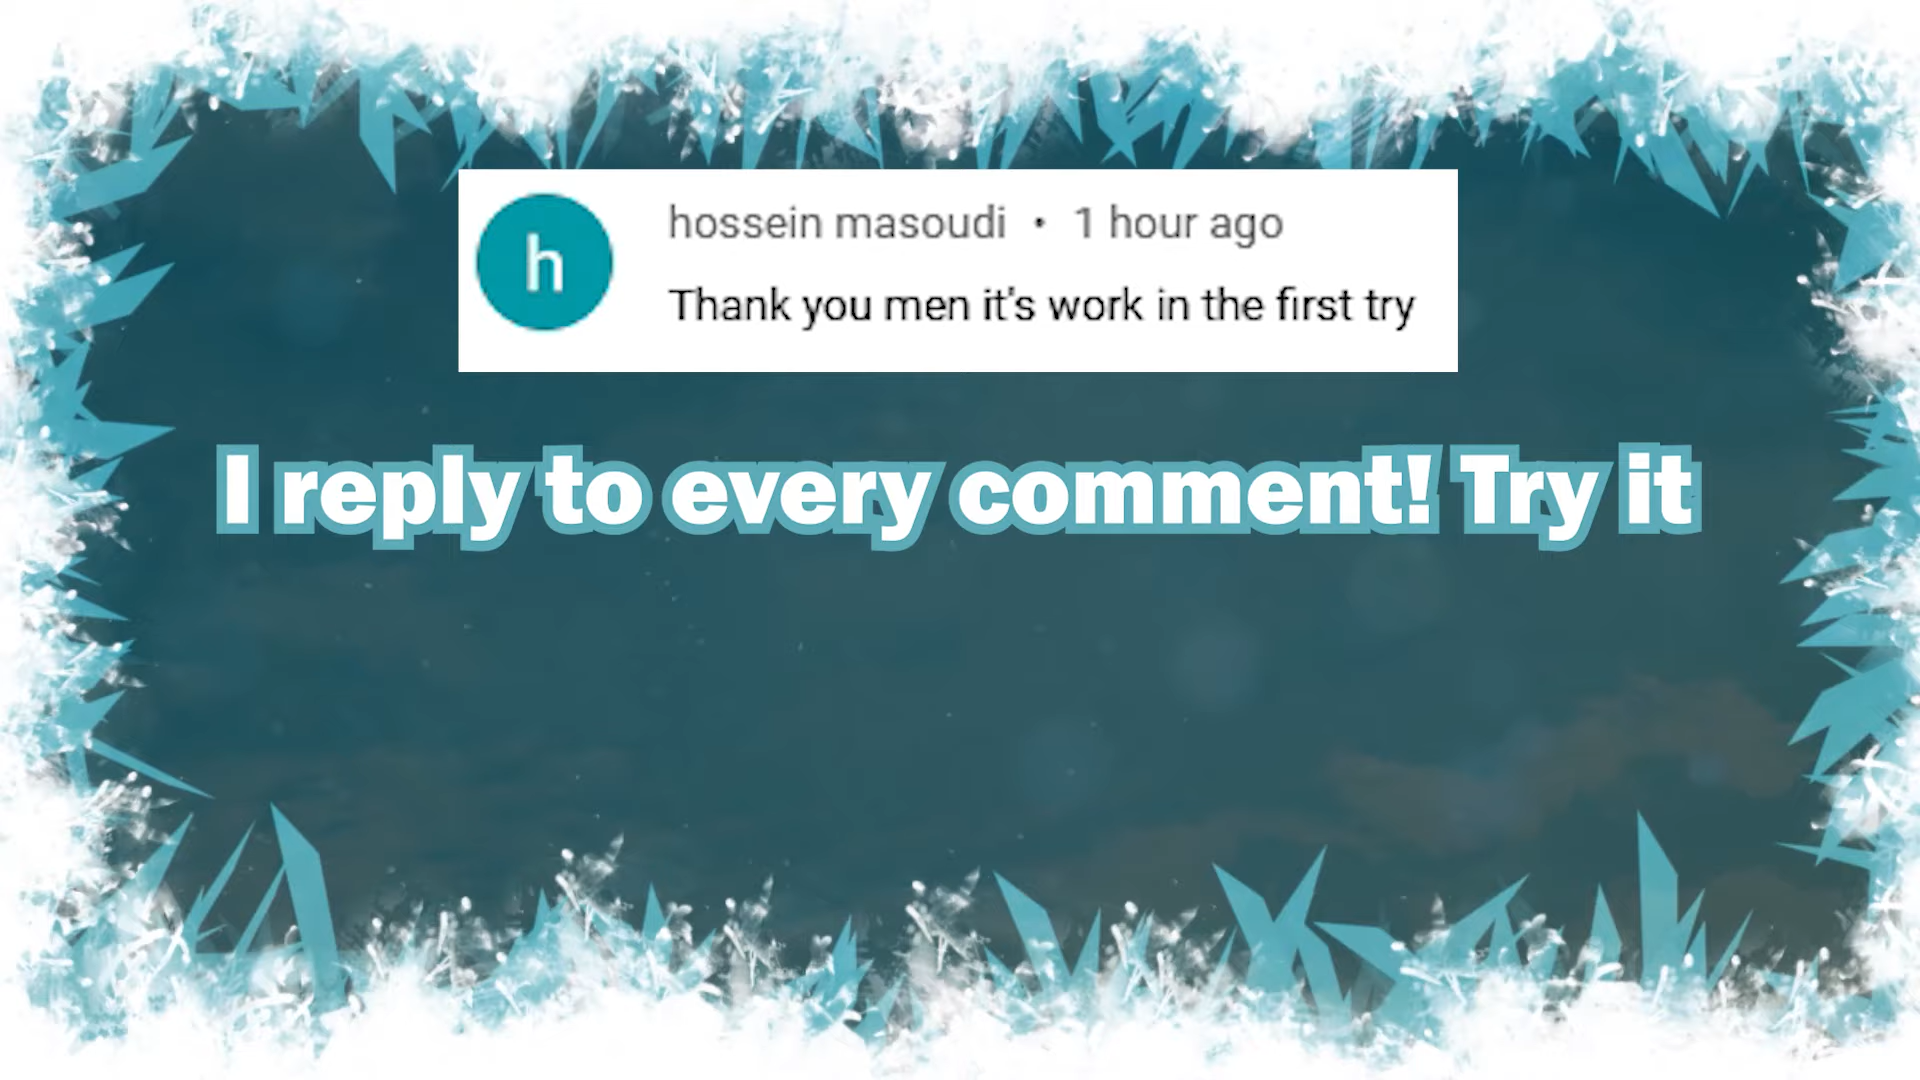 h
hossein masoudi • 1 hour ago
Thank you men it's work in the first try
I reply to every comment! Try it